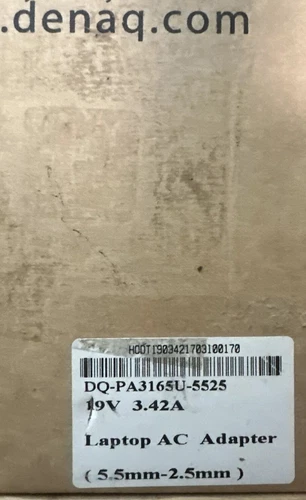 .denaq.com
HODT1903421703100170
DQ-PA3165U-5525
19V 3.42A
Laptop AC Adapter
( 5.5mm-2.5mm )